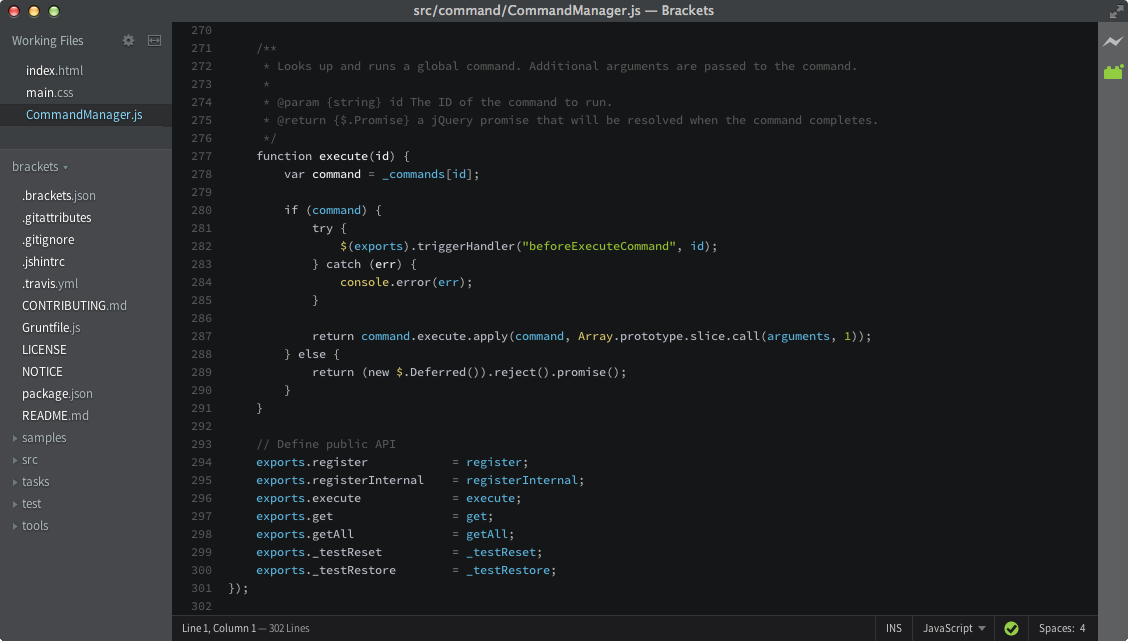 src/command/CommandManager.js — Brackets
Working Files
index.html
main.css
CommandManager.js
brackets
.brackets.json
.gitattributes
.gitignore
.jshintrc
.travis.yml
CONTRIBUTING.md
Gruntfile.js
LICENSE
NOTICE
package.json
README.md
samples
src
tasks
test
tools
270
271     /**
272      * Looks up and runs a global command. Additional arguments are passed to the command.
273      *
274      * @param {string} id The ID of the command to run.
275      * @return {$.Promise} a jQuery promise that will be resolved when the command completes.
276      */
277     function execute(id) {
278         var command = _commands[id];
279
280         if (command) {
281             try {
282                 $(exports).triggerHandler("beforeExecuteCommand", id);
283             } catch (err) {
284                 console.error(err);
285             }
286
287             return command.execute.apply(command, Array.prototype.slice.call(arguments, 1));
288         } else {
289             return (new $.Deferred()).reject().promise();
290         }
291     }
292
293     // Define public API
294     exports.register            = register;
295     exports.registerInternal    = registerInternal;
296     exports.execute             = execute;
297     exports.get                 = get;
298     exports.getAll              = getAll;
299     exports._testReset          = _testReset;
300     exports._testRestore        = _testRestore;
301 });
302
Line 1, Column 1 — 302 Lines
INS
JavaScript
Spaces: 4